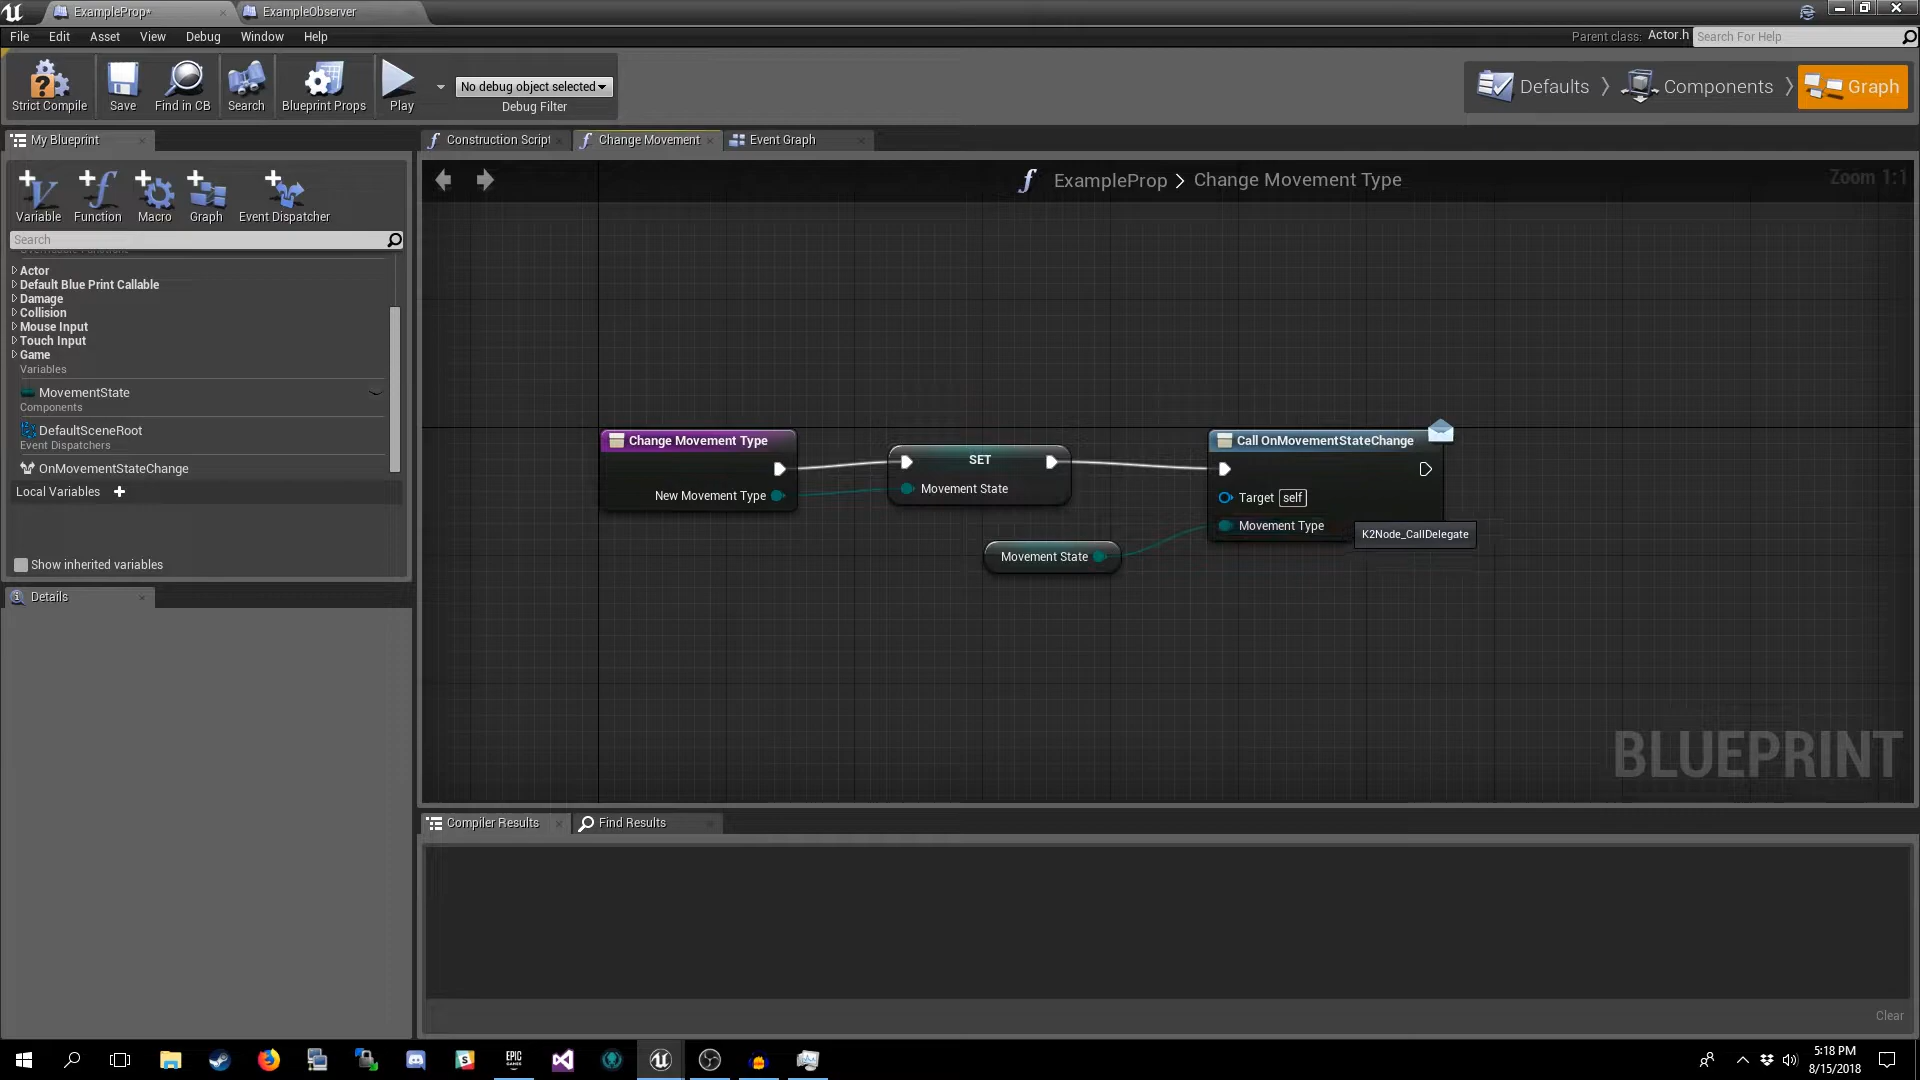 ExampleProp*
ExampleObserver
File Edit Asset View Debug Window Help
Parent class: Actor.h
Search For Help
Strict Compile
Save
Find in CB
Search
Blueprint Props
Play
No debug object selected
Debug Filter
Defaults
Components
Graph
My Blueprint
Construction Script
Change Movement
Event Graph
Variable
Function
Macro
Graph
Event Dispatcher
ExampleProp > Change Movement Type
Zoom 1:1
Search
Actor
Default Blue Print Callable
Damage
Collision
Mouse Input
Touch Input
Game
Variables
MovementState
Components
DefaultSceneRoot
Event Dispatchers
OnMovementStateChange
Local Variables
Show inherited variables
Details
Change Movement Type
New Movement Type
SET
Movement State
Movement State
Call OnMovementStateChange
Target self
Movement Type
K2Node_CallDelegate
BLUEPRINT
Compiler Results
Find Results
Clear
EPIC
GAMES
5:18 PM
8/15/2018